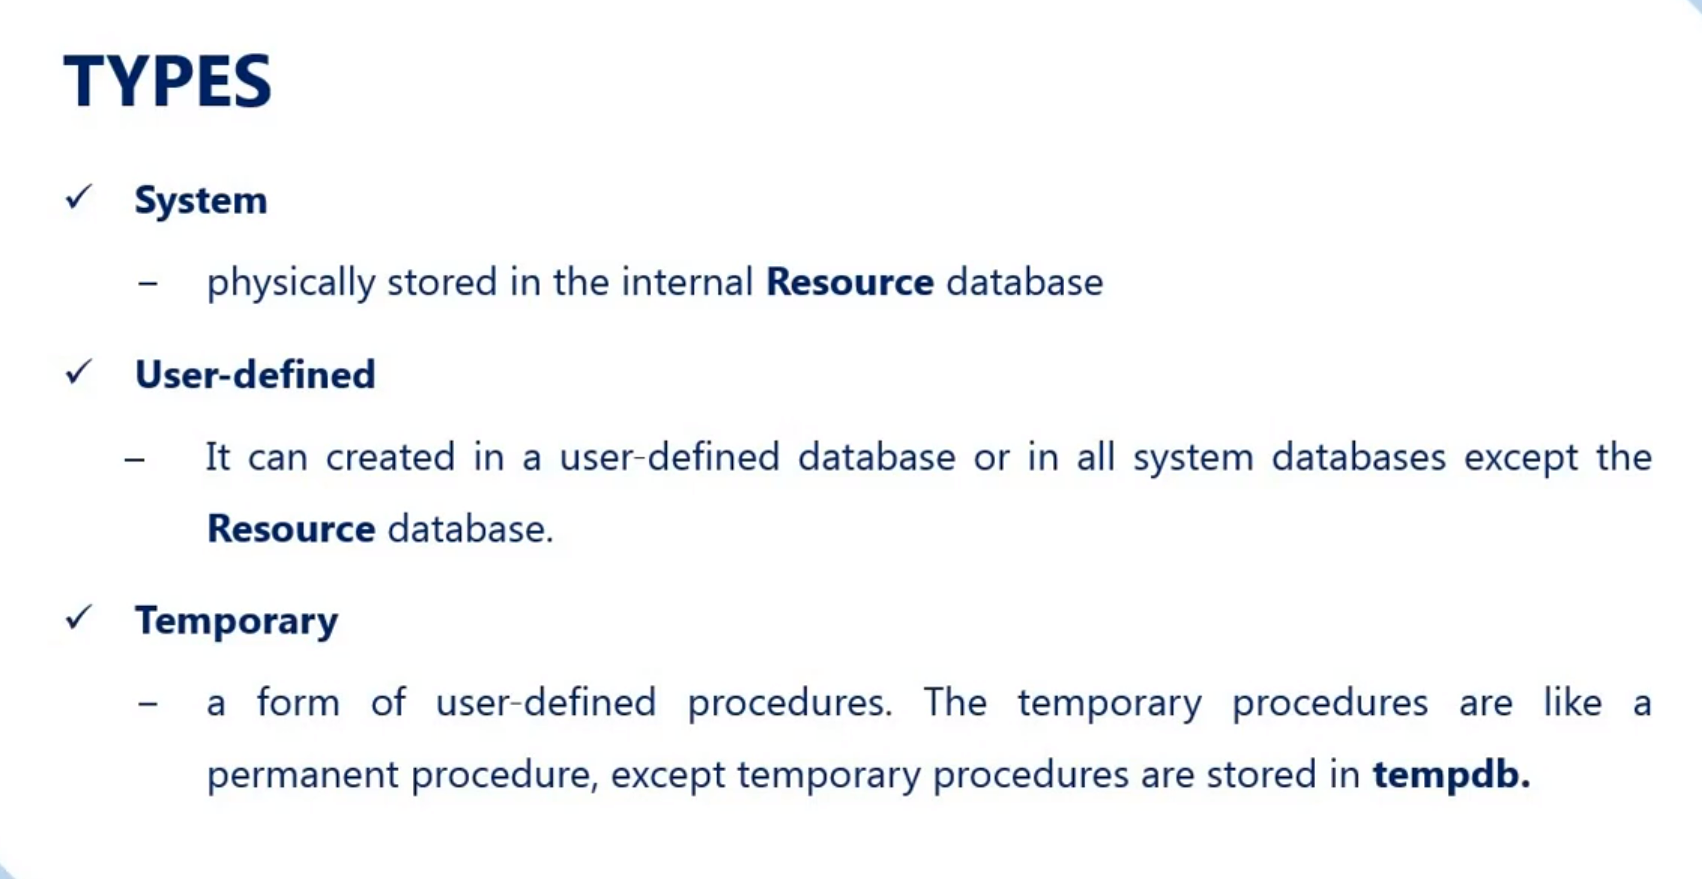 TYPES
✓ System
– physically stored in the internal Resource database
✓ User-defined
– It can created in a user-defined database or in all system databases except the
Resource database.
✓ Temporary
– a form of user-defined procedures. The temporary procedures are like a
permanent procedure, except temporary procedures are stored in tempdb.